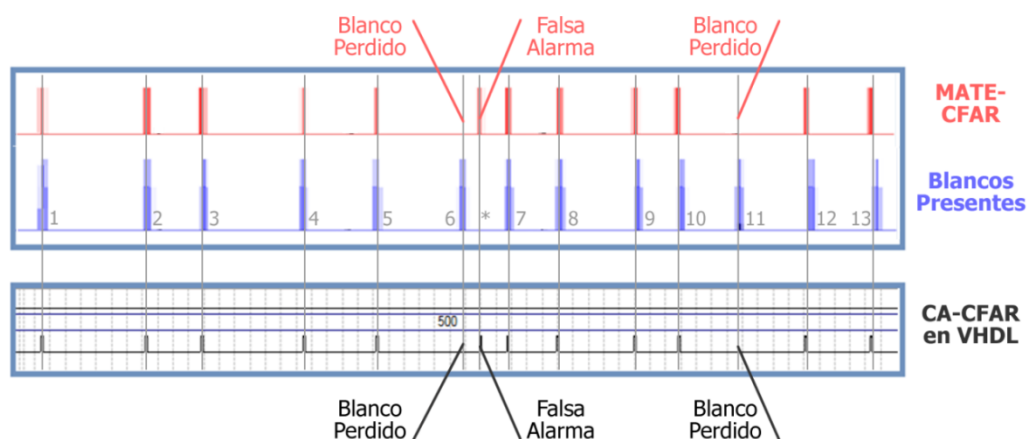 Blanco
Perdido
Falsa
Alarma
Blanco
Perdido
MATE-
CFAR
Blancos
Presentes
1 2 3 4 5 6 * 7 8 9 10 11 12 13
500
CA-CFAR
en VHDL
Blanco
Perdido
Falsa
Alarma
Blanco
Perdido